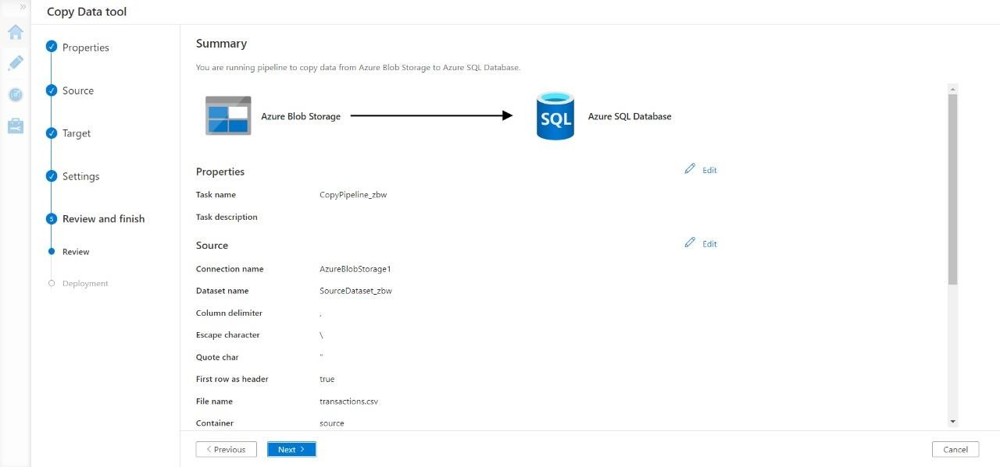 »
Copy Data tool
Properties
Source
Target
Settings
5 Review and finish
Review
Deployment
Summary
You are running pipeline to copy data from Azure Blob Storage to Azure SQL Database.
Azure Blob Storage
SQL
Azure SQL Database
Properties
Edit
Task name CopyPipeline_zbw
Task description
Source
Edit
Connection name AzureBlobStorage1
Dataset name SourceDataset_zbw
Column delimiter ,
Escape character \
Quote char "
First row as header true
File name transactions.csv
Container source
< Previous
Next >
Cancel